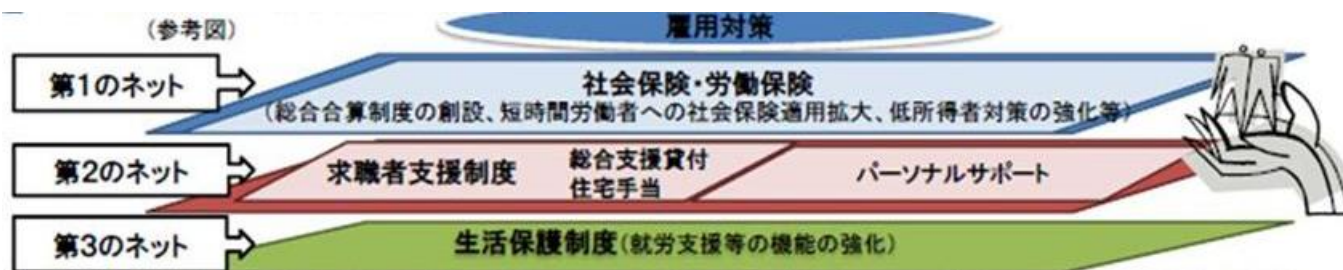 (参考図)
雇用対策
第1のネット
社会保険・労働保険
(総合合算制度の創設、短時間労働者への社会保険適用拡大、低所得者対策の強化等)
第2のネット
求職者支援制度
総合支援貸付
住宅手当
パーソナルサポート
第3のネット
生活保護制度(就労支援等の機能の強化)